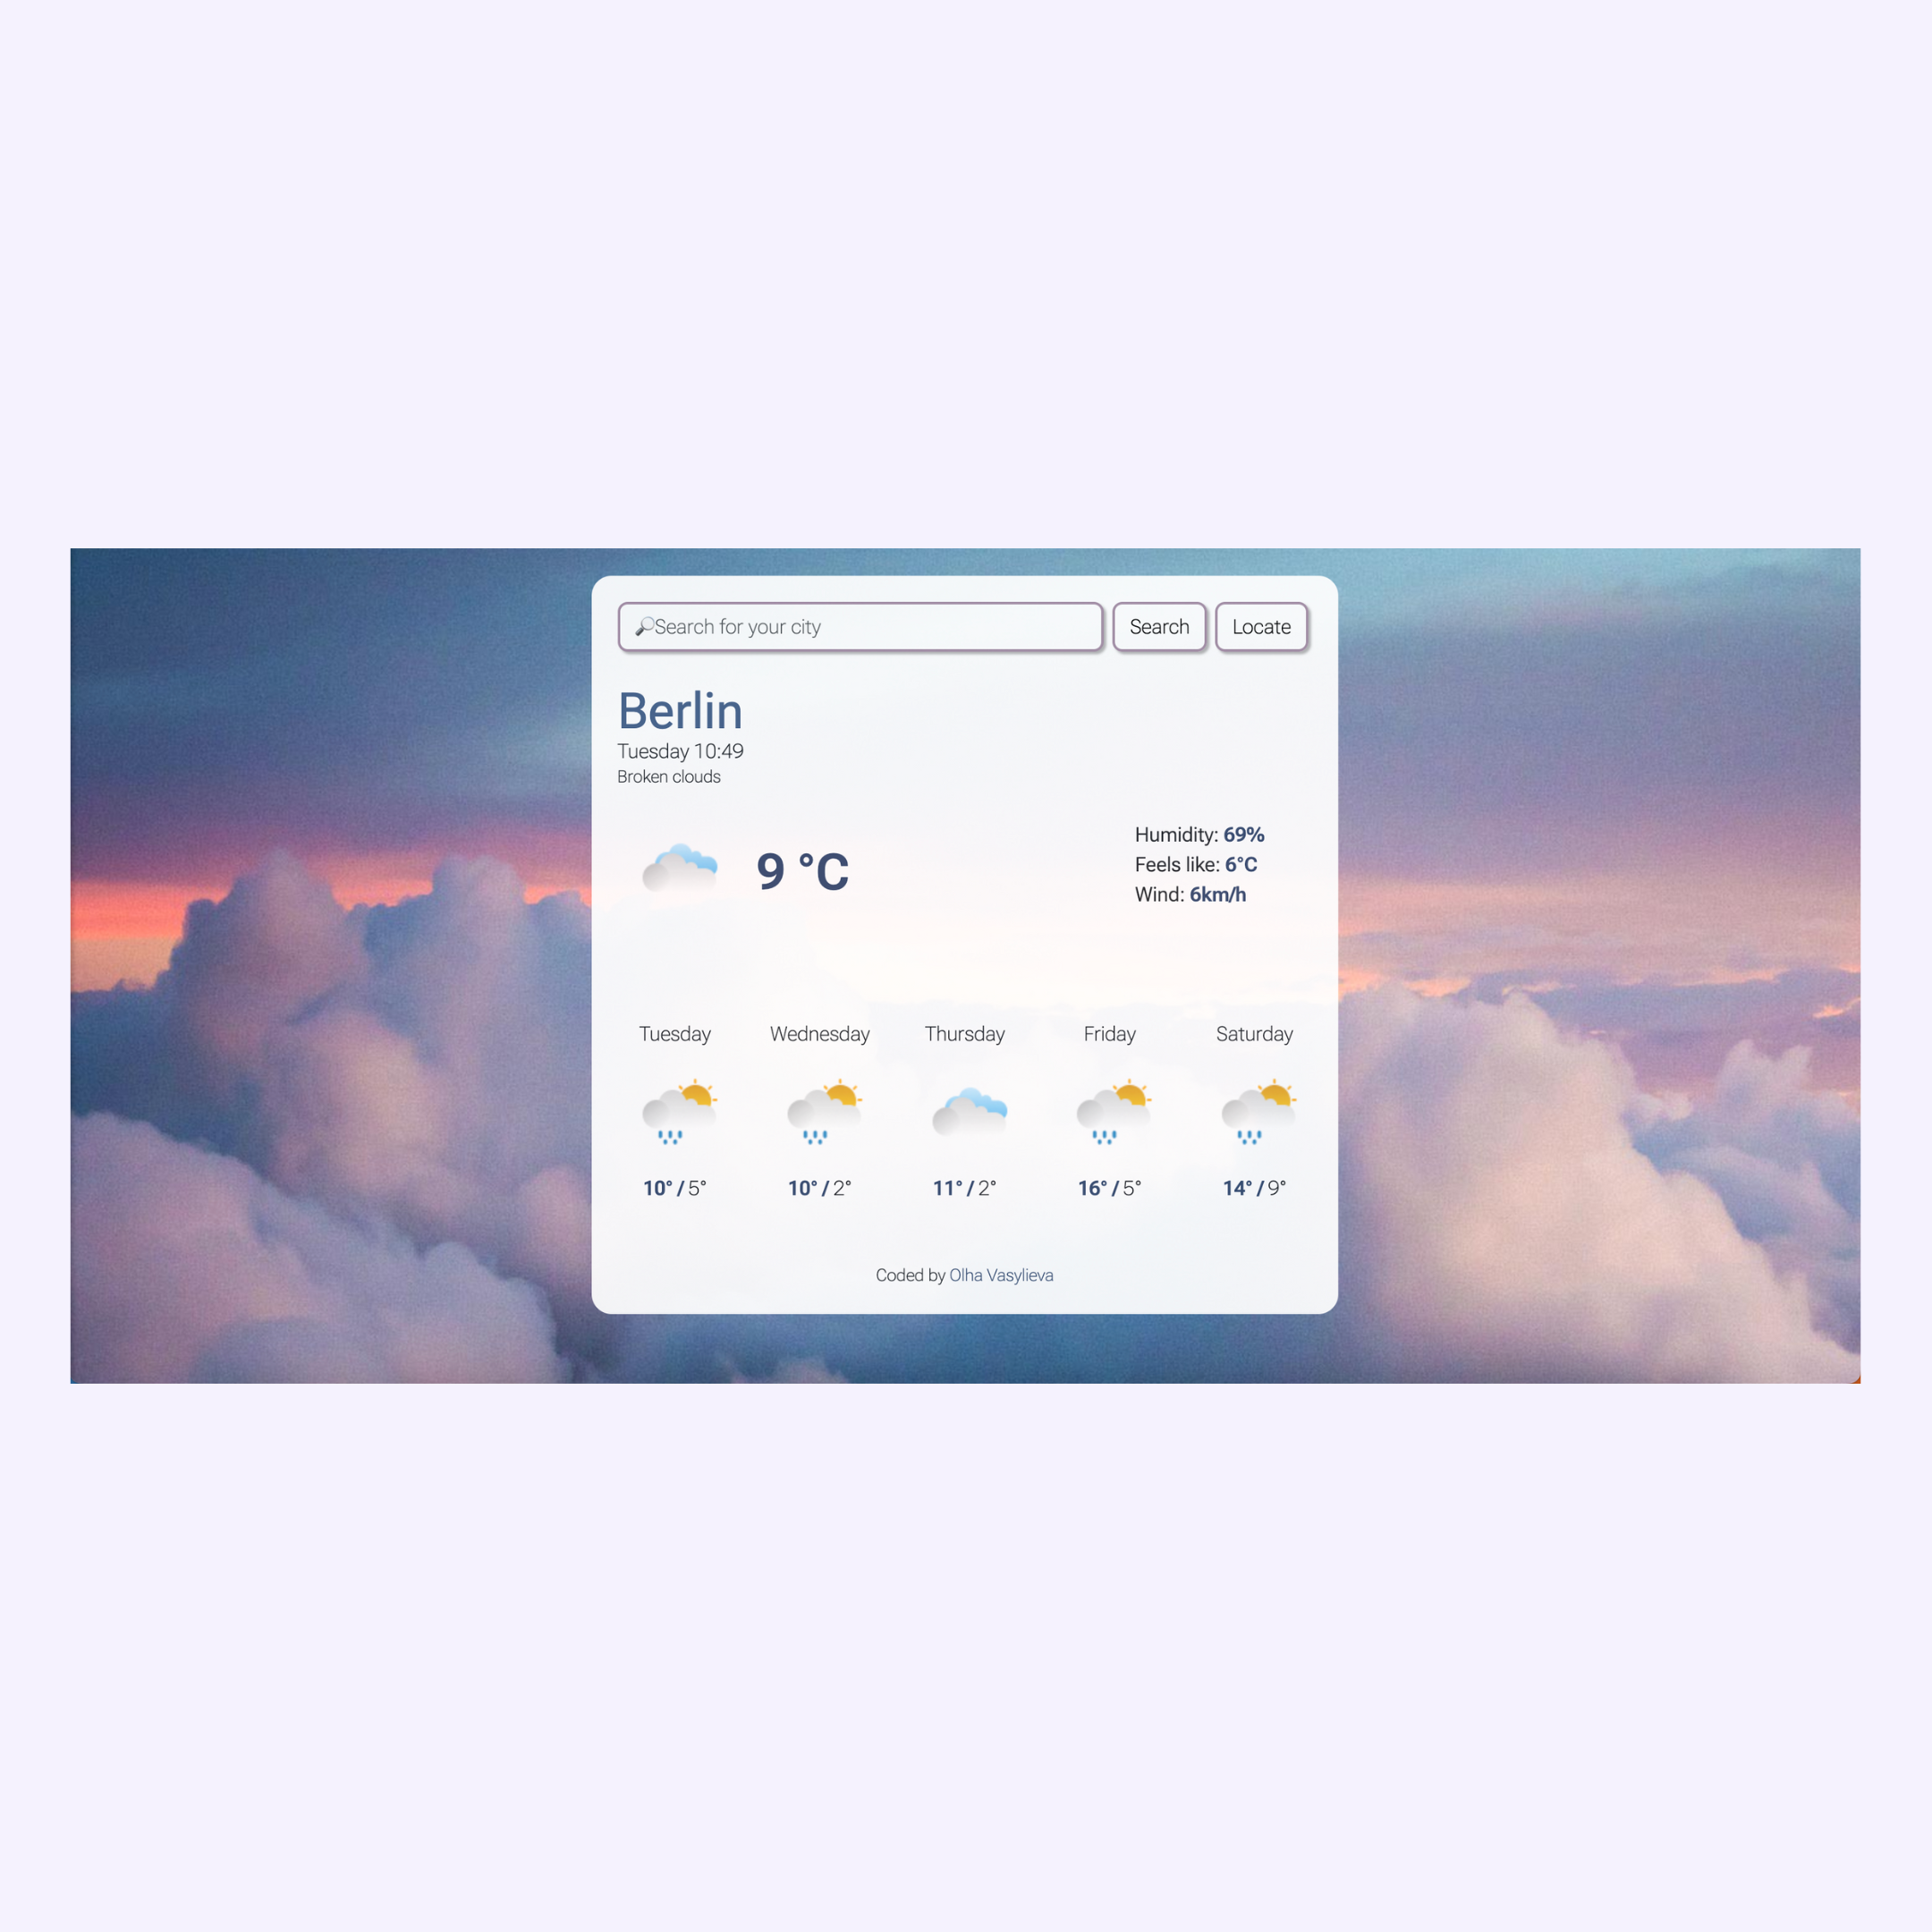 🔎Search for your city Search Locate
Berlin
Tuesday 10:49
Broken clouds
9 °C
Humidity: 69%
Feels like: 6°C
Wind: 6km/h
Tuesday Wednesday Thursday Friday Saturday
10° / 5° 10° / 2° 11° / 2° 16° / 5° 14° / 9°
Coded by Olha Vasylieva